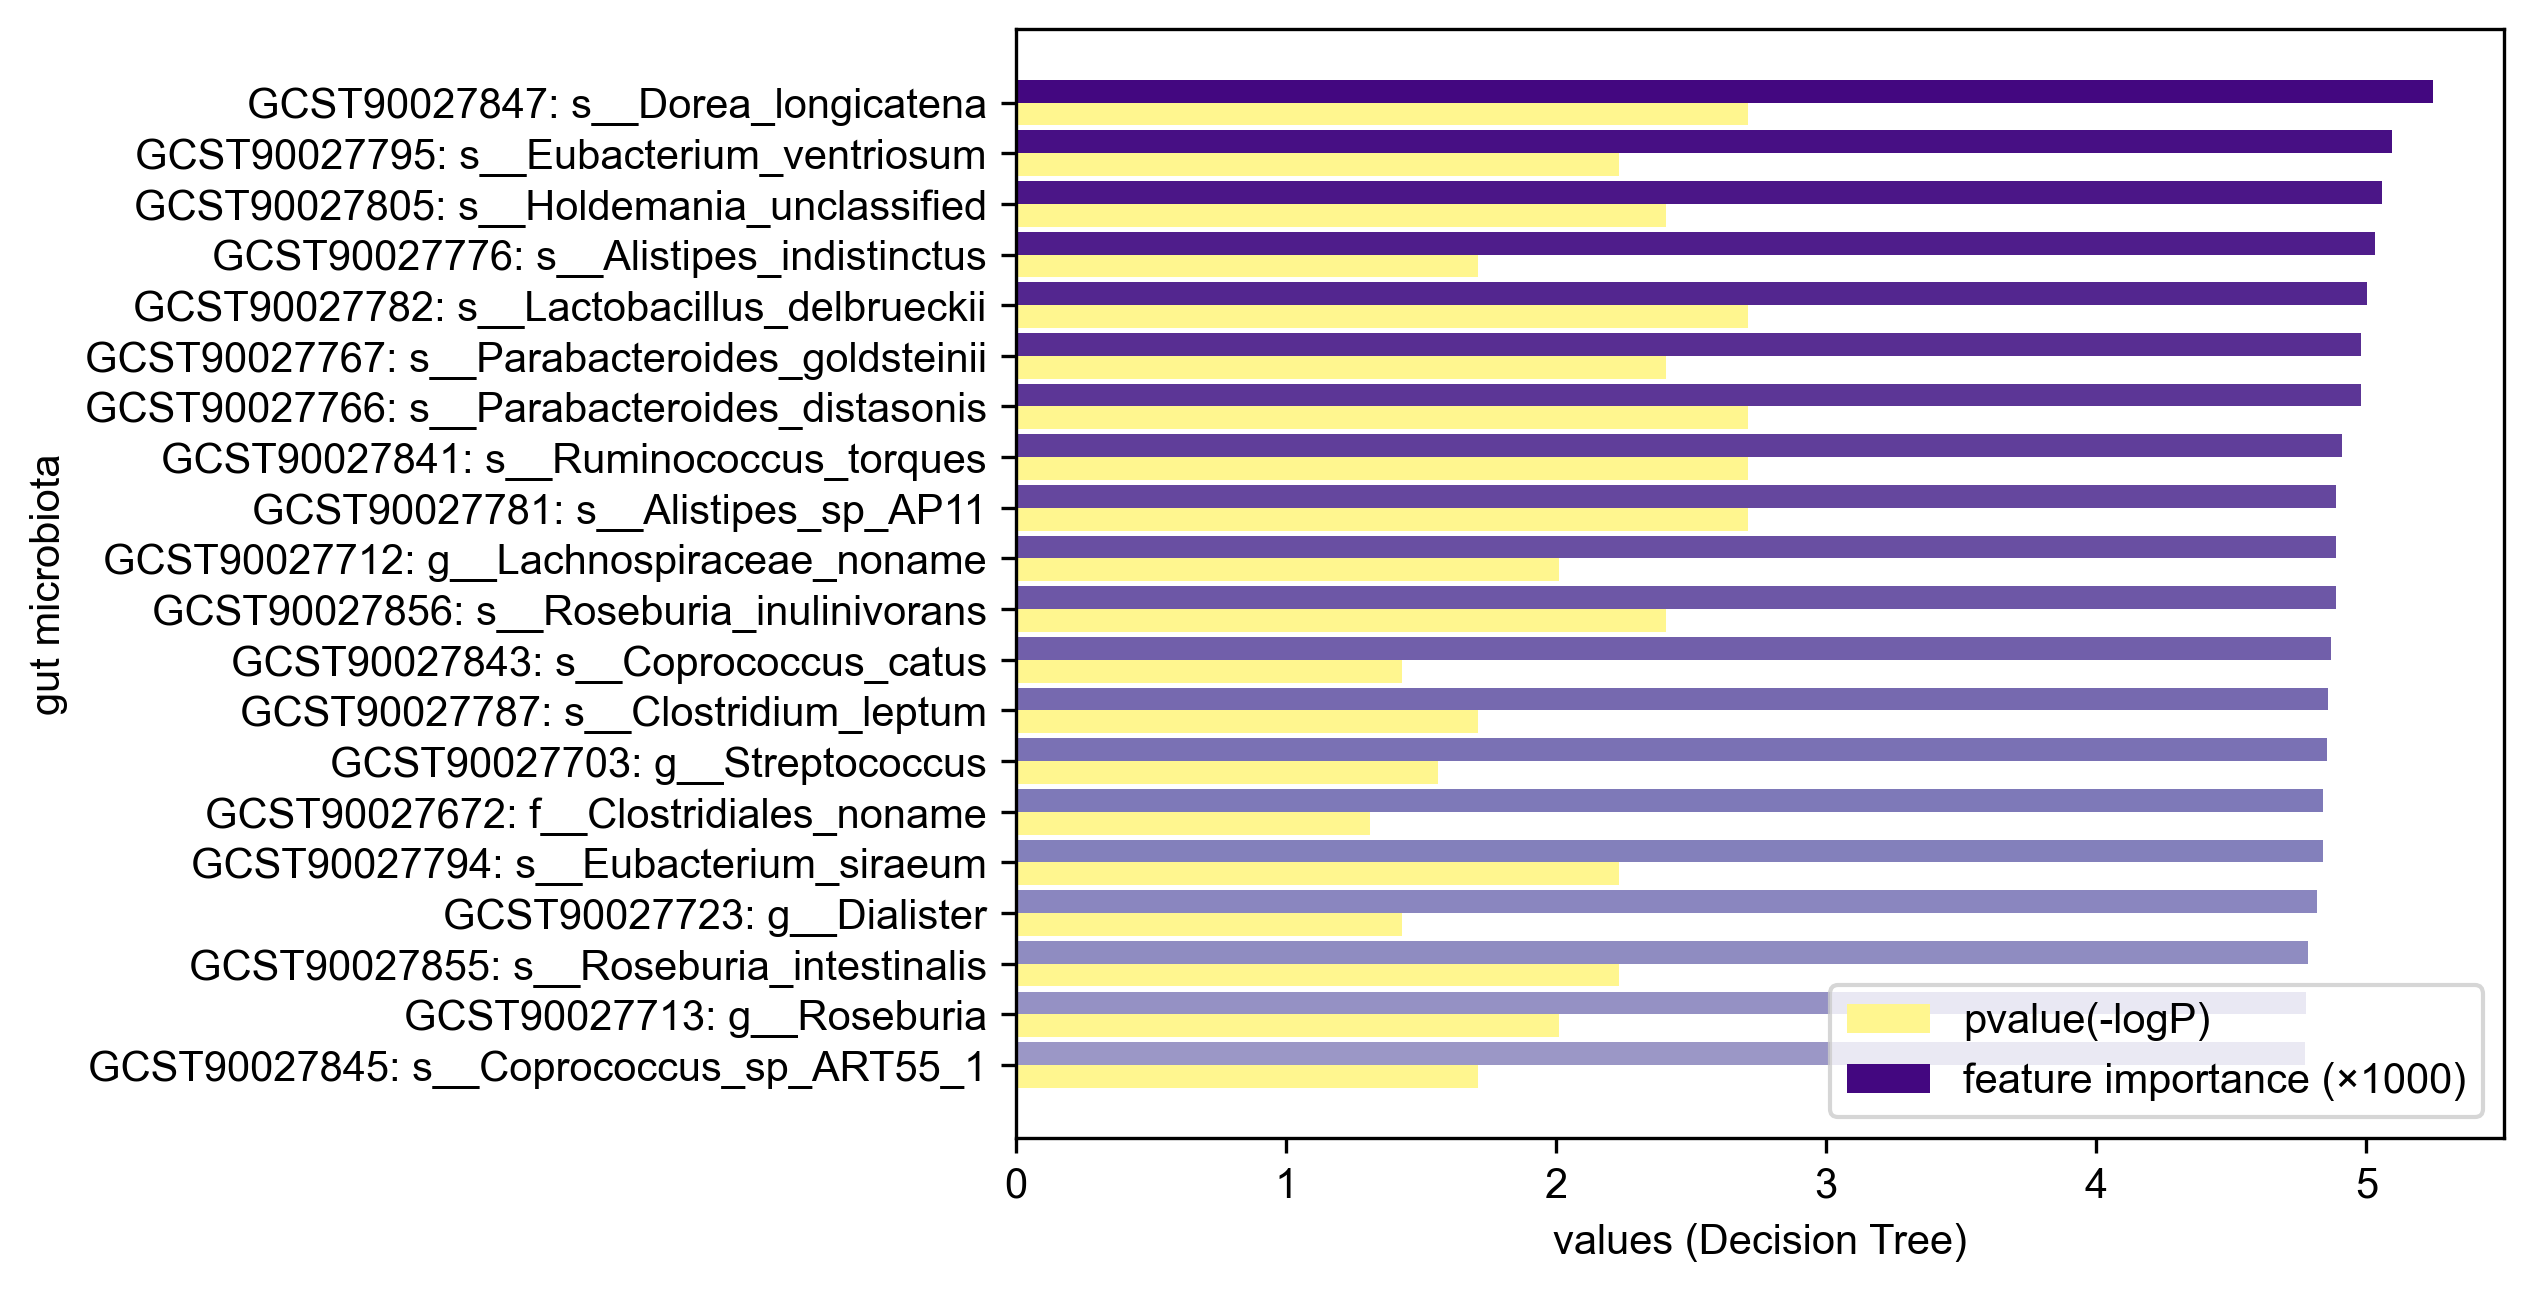 GCST90027847: s__Dorea_longicatena
GCST90027795: s__Eubacterium_ventriosum
GCST90027805: s__Holdemania_unclassified
GCST90027776: s__Alistipes_indistinctus
GCST90027782: s__Lactobacillus_delbrueckii
GCST90027767: s__Parabacteroides_goldsteinii
GCST90027766: s__Parabacteroides_distasonis
GCST90027841: s__Ruminococcus_torques
GCST90027781: s__Alistipes_sp_AP11
GCST90027712: g__Lachnospiraceae_noname
GCST90027856: s__Roseburia_inulinivorans
GCST90027843: s__Coprococcus_catus
GCST90027787: s__Clostridium_leptum
GCST90027703: g__Streptococcus
GCST90027672: f__Clostridiales_noname
GCST90027794: s__Eubacterium_siraeum
GCST90027723: g__Dialister
GCST90027855: s__Roseburia_intestinalis
GCST90027713: g__Roseburia
GCST90027845: s__Coprococcus_sp_ART55_1
gut microbiota
pvalue(-logP)
feature importance (×1000)
0 1 2 3 4 5
values (Decision Tree)